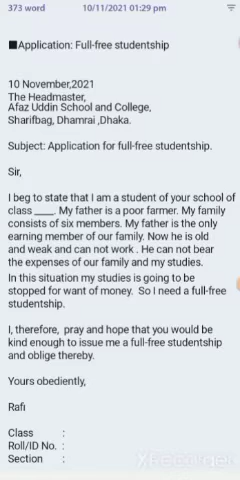 373 word 10/11/2021 01:29 pm
■Application: Full-free studentship
10 November,2021
The Headmaster,
Afaz Uddin School and College,
Sharifbag, Dhamrai ,Dhaka.
Subject: Application for full-free studentship.
Sir,
I beg to state that I am a student of your school of
class ____. My father is a poor farmer. My family
consists of six members. My father is the only
earning member of our family. Now he is old
and weak and can not work . He can not bear
the expenses of our family and my studies.
In this situation my studies is going to be
stopped for want of money. So I need a full-free
studentship.
I, therefore, pray and hope that you would be
kind enough to issue me a full-free studentship
and oblige thereby.
Yours obediently,
Rafi
Class :
Roll/ID No. :
Section :